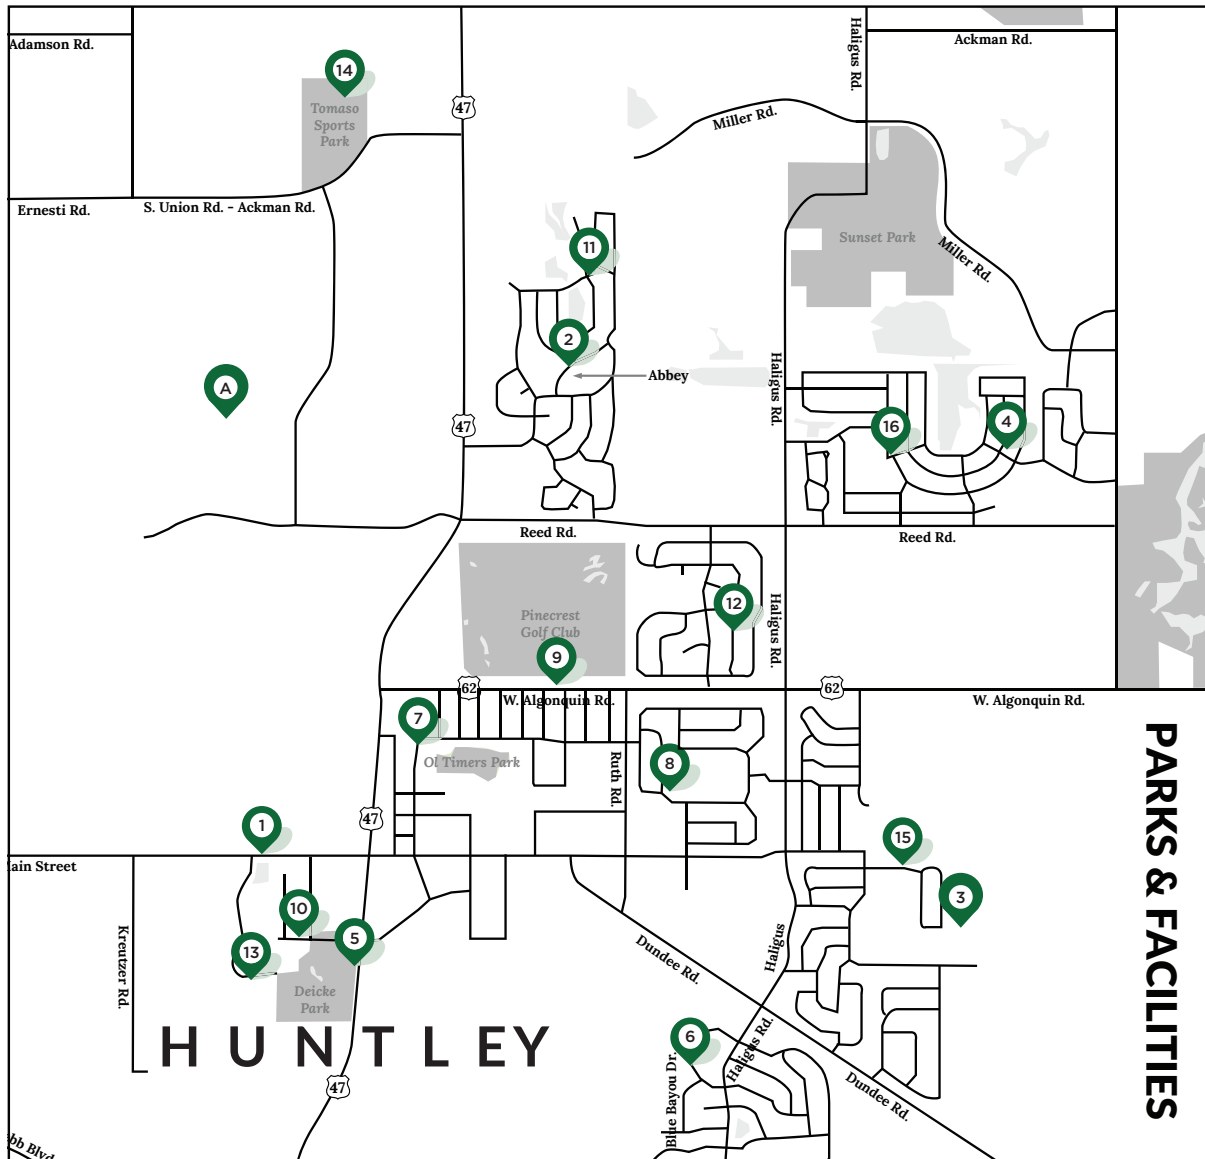 Adamson Rd.
14
Tomaso
Sports
Park
47
Haligus Rd.
Ackman Rd.
Miller Rd.
Ernesti Rd.
S. Union Rd. - Ackman Rd.
11
Sunset Park
Miller Rd.
2
Abbey
A
Haligus Rd.
47
16
4
Reed Rd.
Reed Rd.
Pinecrest
Golf Club
12
Haligus Rd.
9
62
62
W. Algonquin Rd.
W. Algonquin Rd.
7
Ol Timers Park
Ruth Rd.
8
47
1
15
ain Street
3
10
5
13
Kreutzer Rd.
Deicke
Park
Dundee Rd.
Haligus
HUNTLEY
6
Haligus Rd.
Blue Bayou Dr.
Dundee Rd.
47
bb Blvd
PARKS & FACILITIES